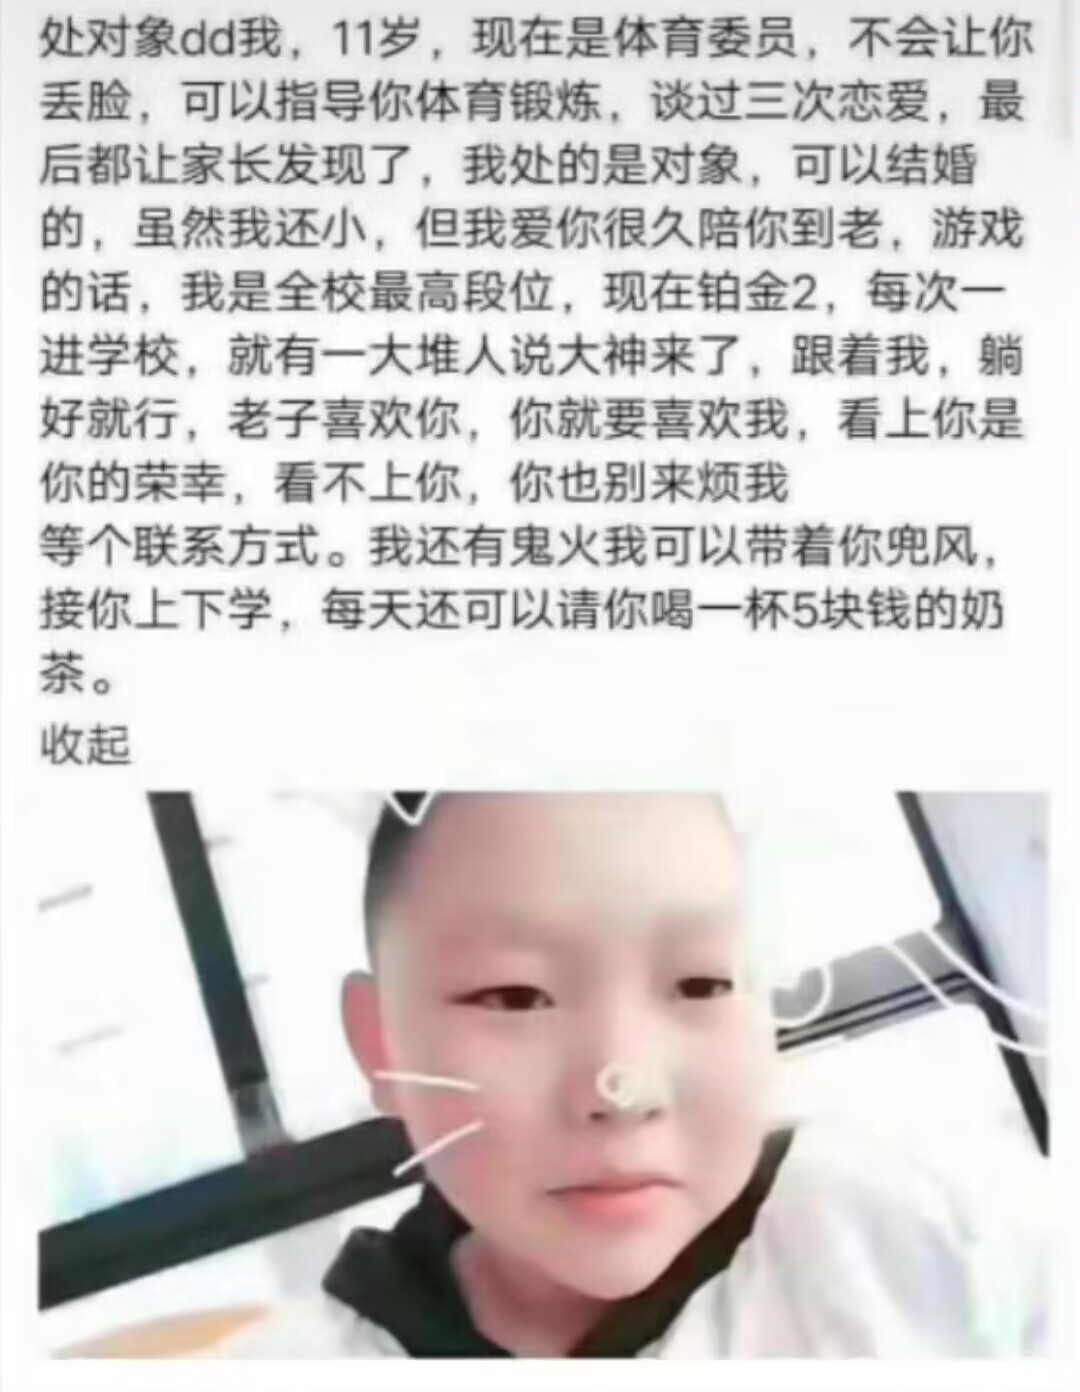 处对象dd我，11岁，现在是体育委员，不会让你
丢脸，可以指导你体育锻炼，谈过三次恋爱，最
后都让家长发现了，我处的是对象，可以结婚
的，虽然我还小，但我爱你很久陪你到老，游戏
的话，我是全校最高段位，现在铂金2，每次一
进学校，就有一大堆人说大神来了，跟着我，躺
好就行，老子喜欢你，你就要喜欢我，看上你是
你的荣幸，看不上你，你也别来烦我
等个联系方式。我还有鬼火我可以带着你兜风，
接你上下学，每天还可以请你喝一杯5块钱的奶
茶。
收起